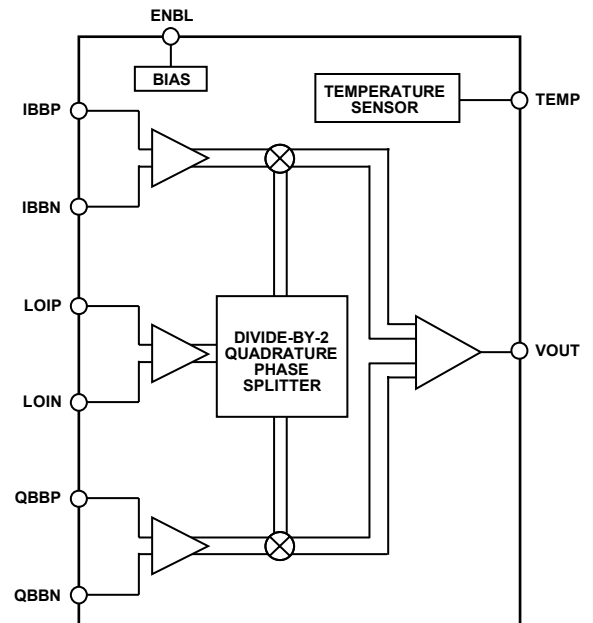 ENBL
BIAS
TEMPERATURE
SENSOR
TEMP
IBBP
IBBN
LOIP
DIVIDE-BY-2
QUADRATURE
PHASE
SPLITTER
VOUT
LOIN
QBBP
QBBN